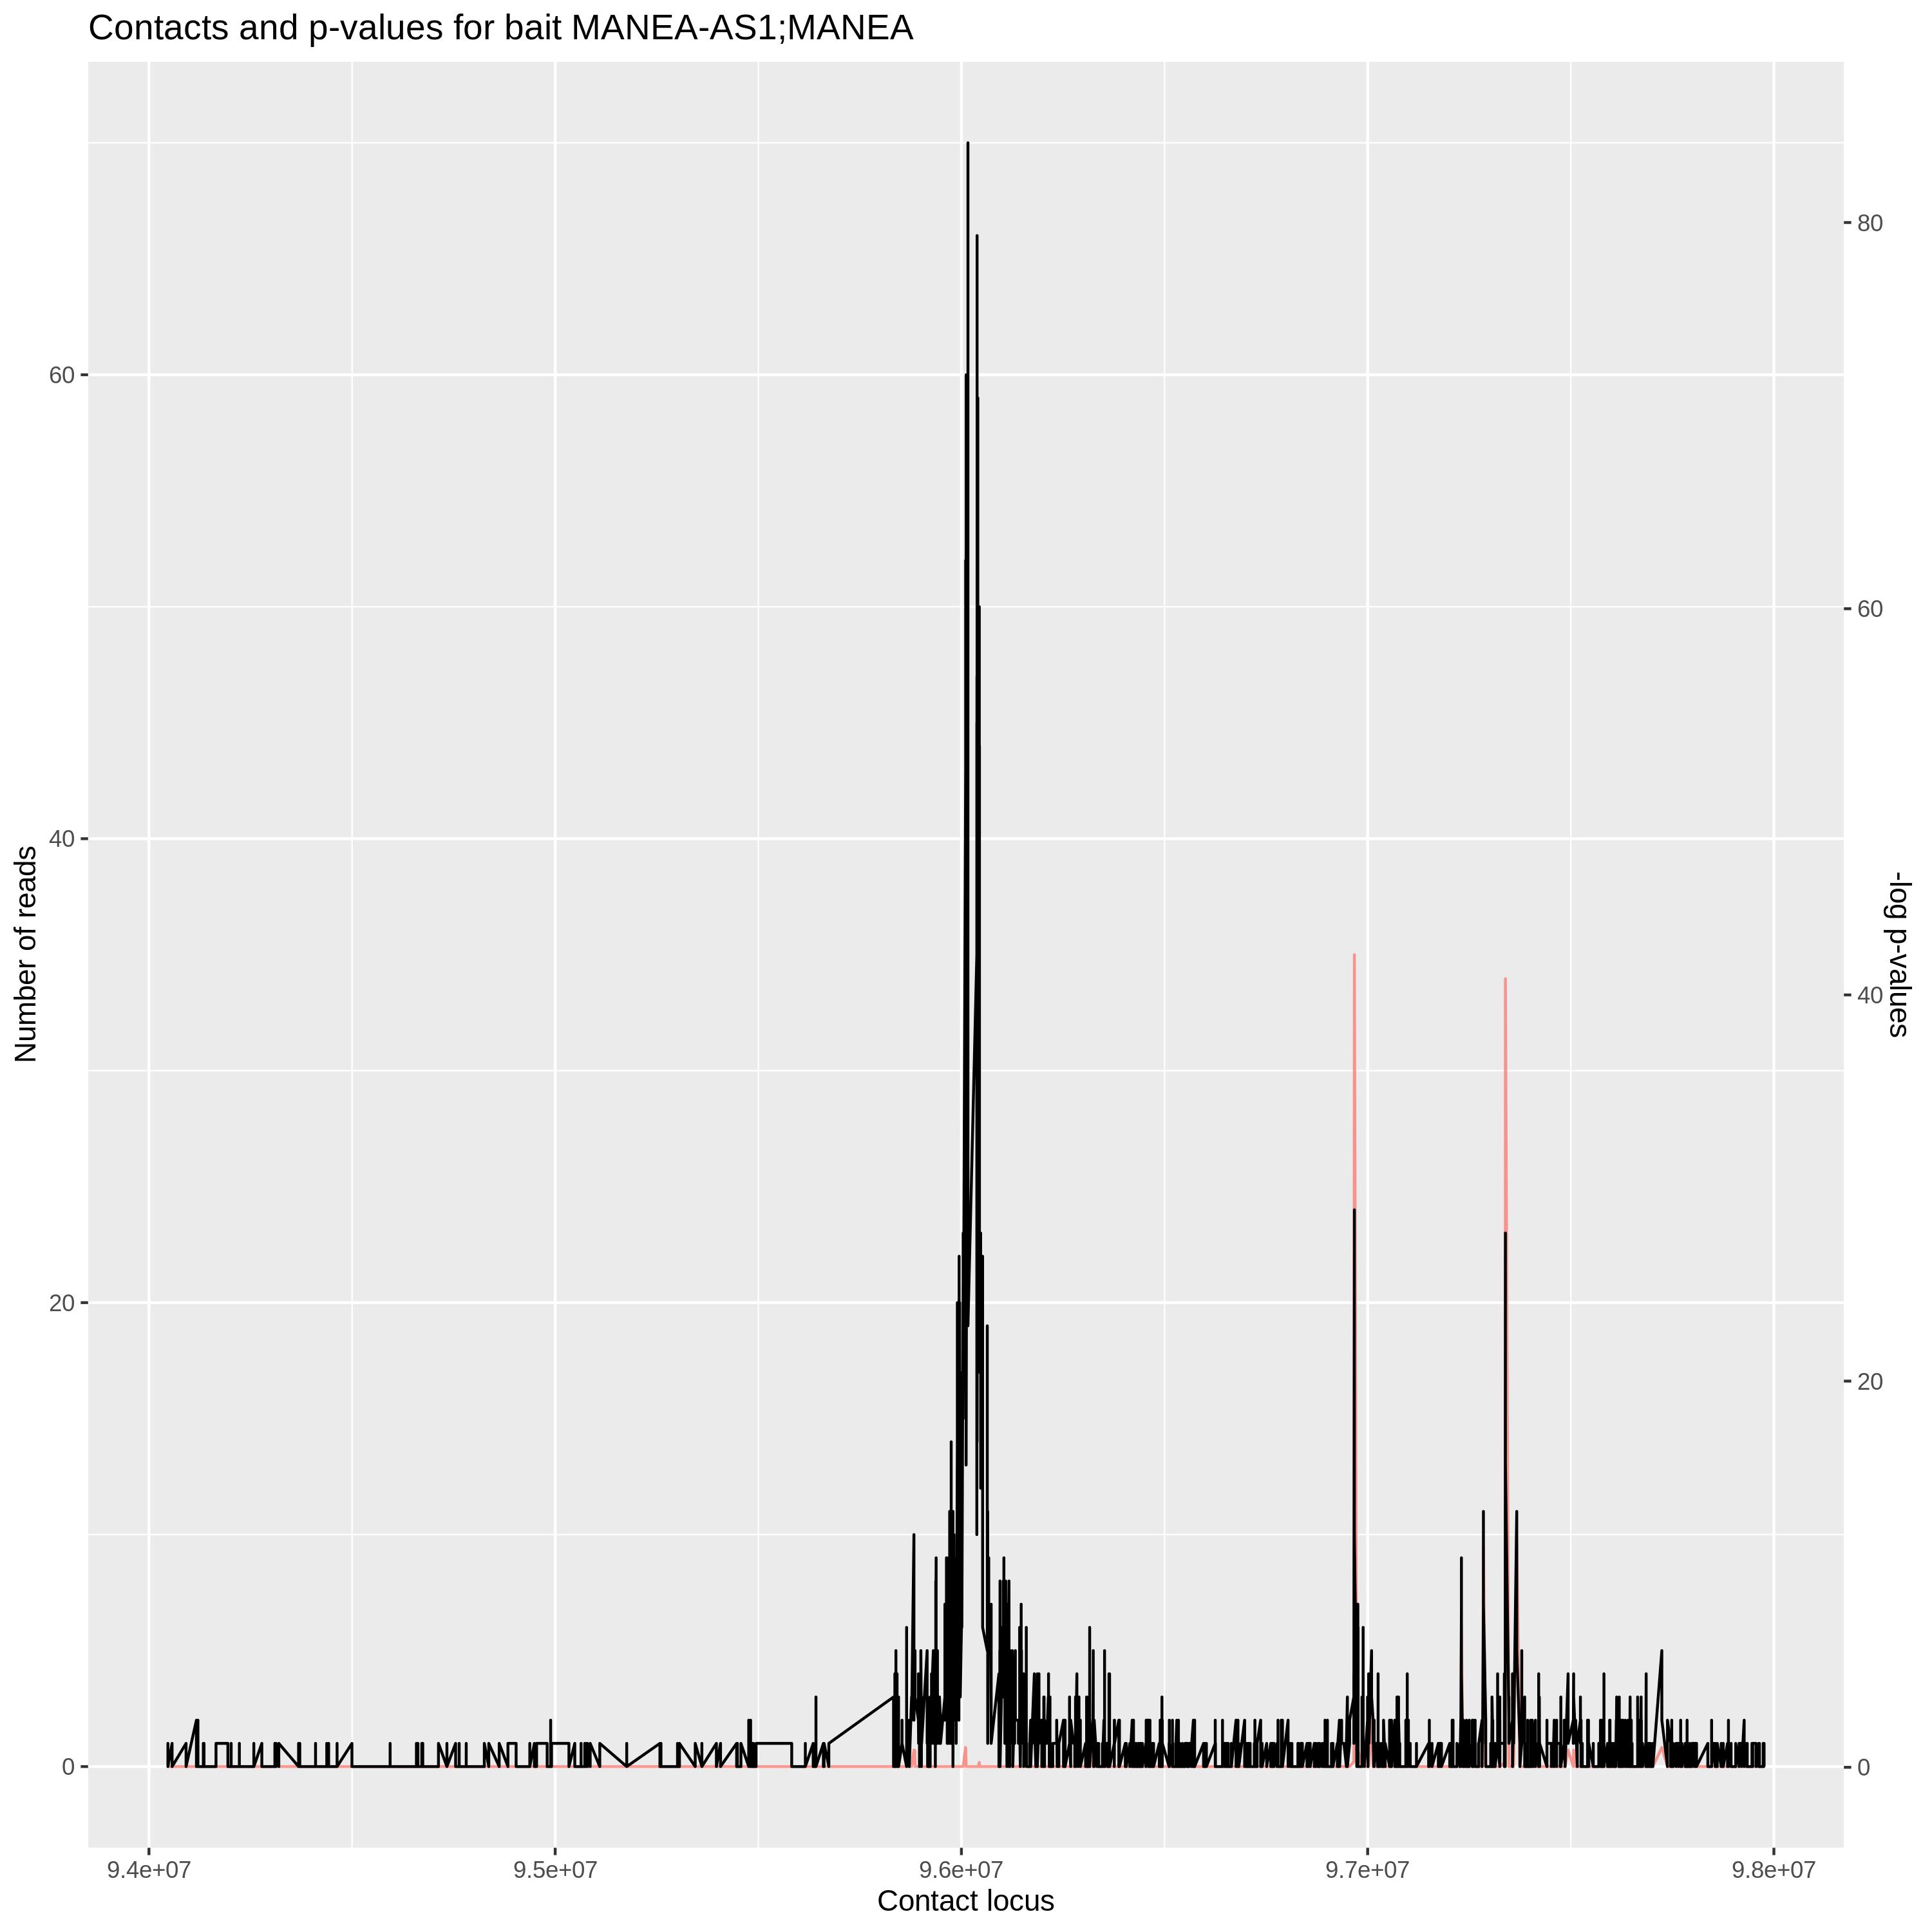 Contacts and p-values for bait MANEA-AS1;MANEA
80
60
60
40
40
20
20
0
0
Number of reads
-log p-values
9.4e+07 9.5e+07 9.6e+07 9.7e+07 9.8e+07
Contact locus